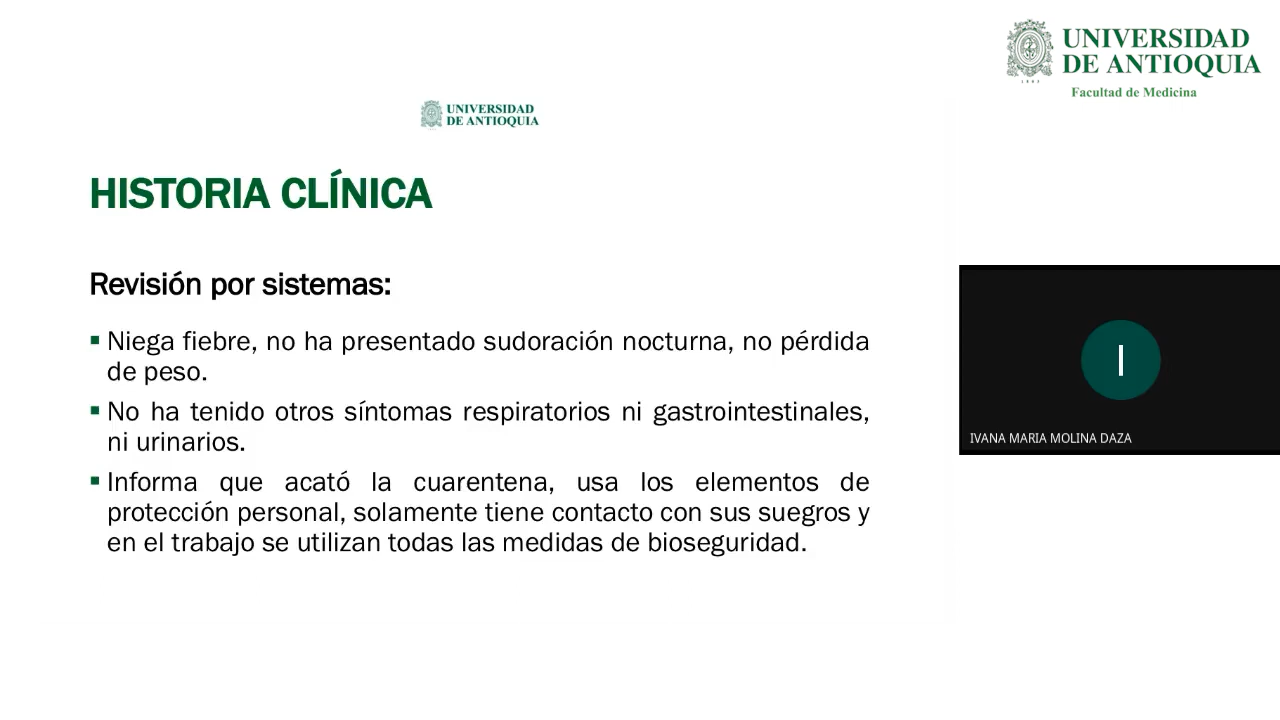 UNIVERSIDAD
DE ANTIOQUIA
1803
Facultad de Medicina
UNIVERSIDAD
DE ANTIOQUIA
HISTORIA CLÍNICA
Revisión por sistemas:
▪ Niega fiebre, no ha presentado sudoración nocturna, no pérdida
de peso.
▪ No ha tenido otros síntomas respiratorios ni gastrointestinales,
ni urinarios.
▪ Informa que acató la cuarentena, usa los elementos de
protección personal, solamente tiene contacto con sus suegros y
en el trabajo se utilizan todas las medidas de bioseguridad.
I
IVANA MARIA MOLINA DAZA